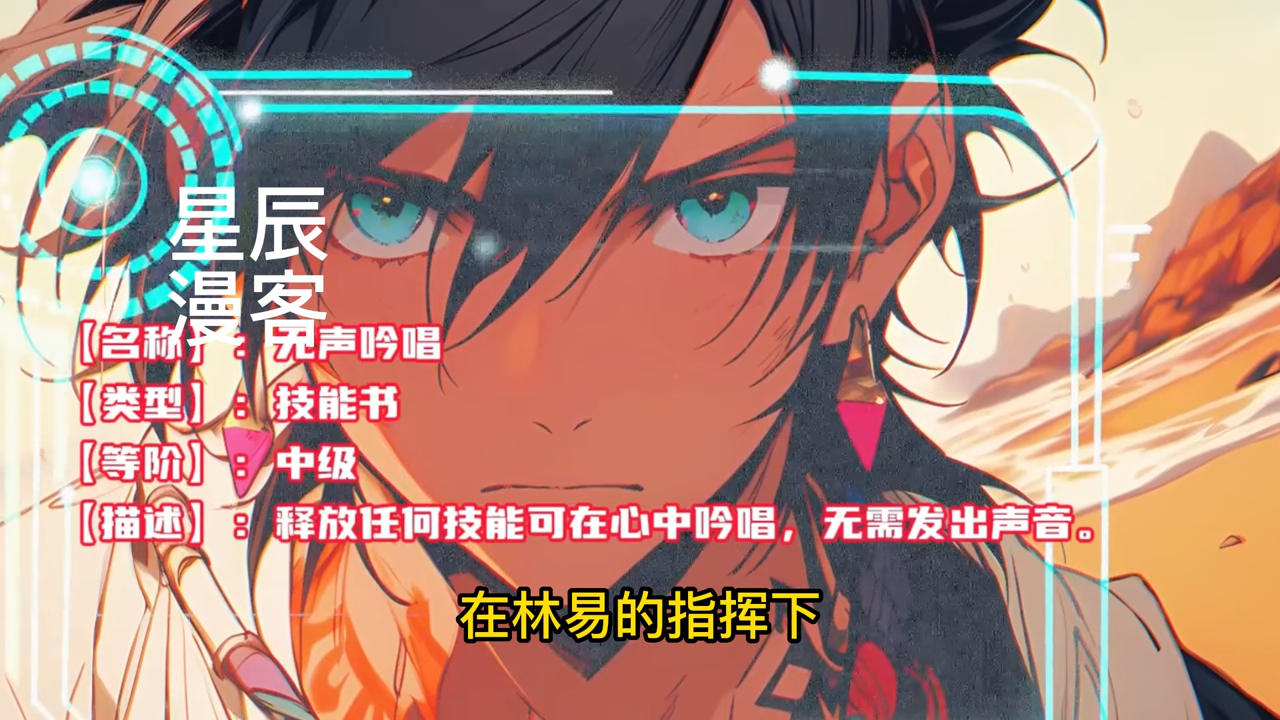 星辰
漫客
【名称】：无声吟唱
【类型】：技能书
【等阶】：中级
【描述】：释放任何技能可在心中吟唱，无需发出声音。
在林易的指挥下